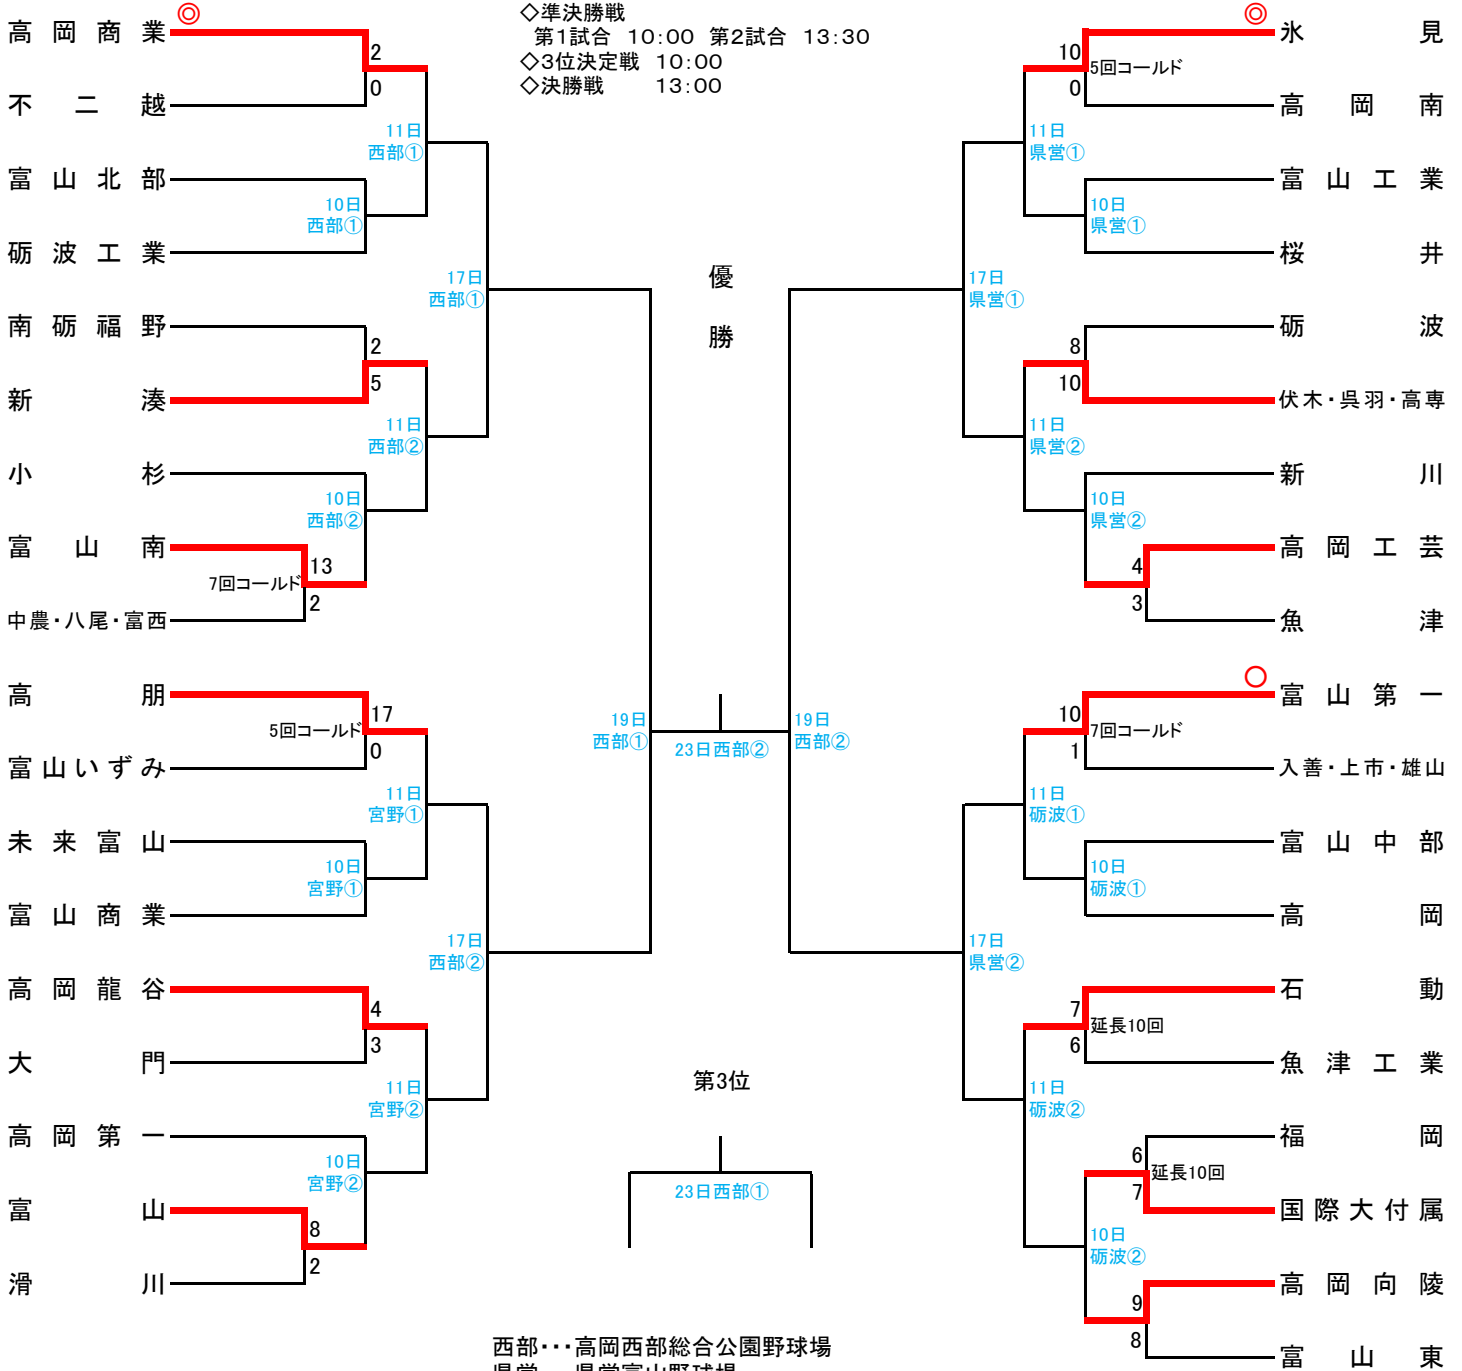 ◇準決勝戦
第1試合 10:00 第2試合 13:30
◇3位決定戦 10:00
◇決勝戦 13:00
◎
高岡商業
2
0
不二越
11日
西部①
富山北部
10日
西部①
砺波工業
17日
西部①
南砺福野
2
5
新湊
11日
西部②
小杉
10日
西部②
富山南
13
7回コールド
2
中農・八尾・富西
高朋
17
5回コールド
0
富山いずみ
11日
宮野①
未来富山
10日
宮野①
富山商業
17日
西部②
高岡龍谷
4
3
大門
11日
宮野②
高岡第一
10日
宮野②
富山
8
2
滑川
優
勝
19日
西部①
23日西部②
19日
西部②
第3位
23日西部①
◎
氷見
10
5回コールド
0
高岡南
11日
県営①
富山工業
10日
県営①
桜井
17日
県営①
砺波
8
10
伏木・呉羽・高専
11日
県営②
新川
10日
県営②
高岡工芸
4
3
魚津
○
富山第一
10
7回コールド
1
入善・上市・雄山
11日
砺波①
富山中部
10日
砺波①
高岡
17日
県営②
石動
7
延長10回
6
魚津工業
11日
砺波②
福岡
6
延長10回
7
国際大付属
10日
砺波②
高岡向陵
9
8
富山東
西部・・・高岡西部総合公園野球場